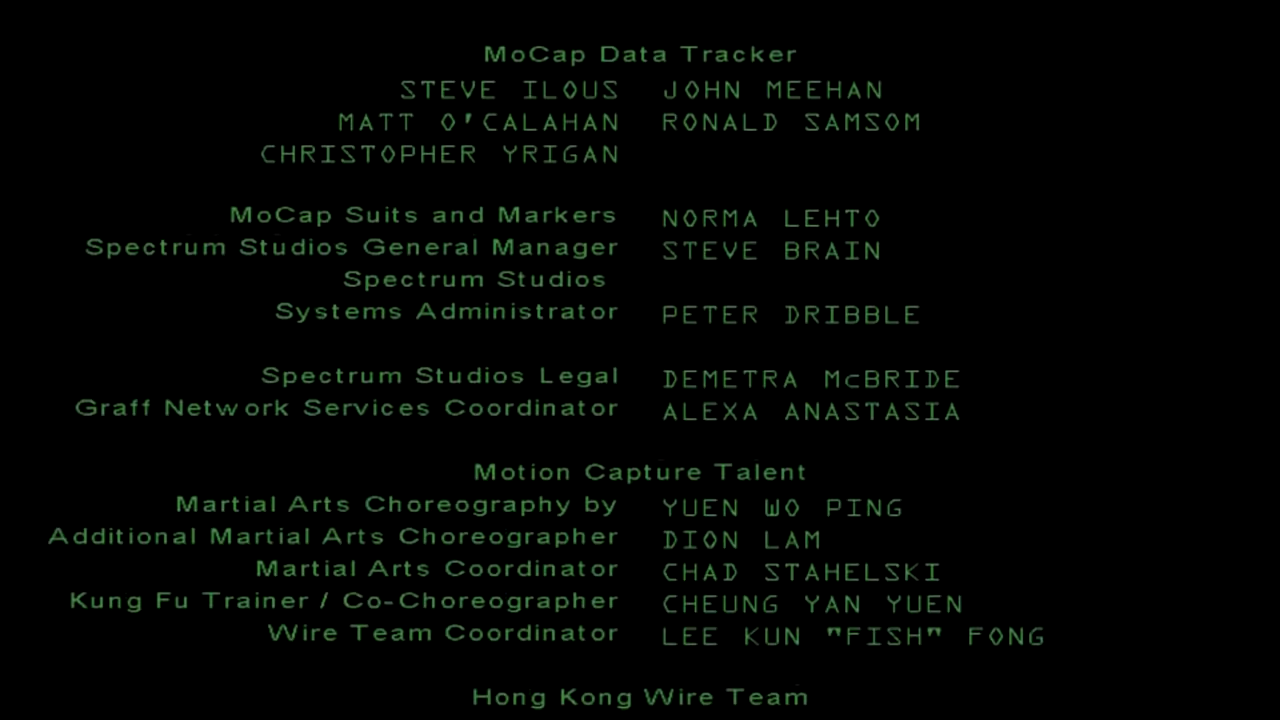 MoCap Data Tracker
STEVE ILOUS JOHN MEEHAN
MATT O'CALAHAN RONALD SAMSOM
CHRISTOPHER YRIGAN
MoCap Suits and Markers NORMA LEHTO
Spectrum Studios General Manager STEVE BRAIN
Spectrum Studios
Systems Administrator PETER DRIBBLE
Spectrum Studios Legal DEMETRA McBRIDE
Graff Network Services Coordinator ALEXA ANASTASIA
Motion Capture Talent
Martial Arts Choreography by YUEN WO PING
Additional Martial Arts Choreographer DION LAM
Martial Arts Coordinator CHAD STAHELSKI
Kung Fu Trainer / Co-Choreographer CHEUNG YAN YUEN
Wire Team Coordinator LEE KUN "FISH" FONG
Hong Kong Wire Team